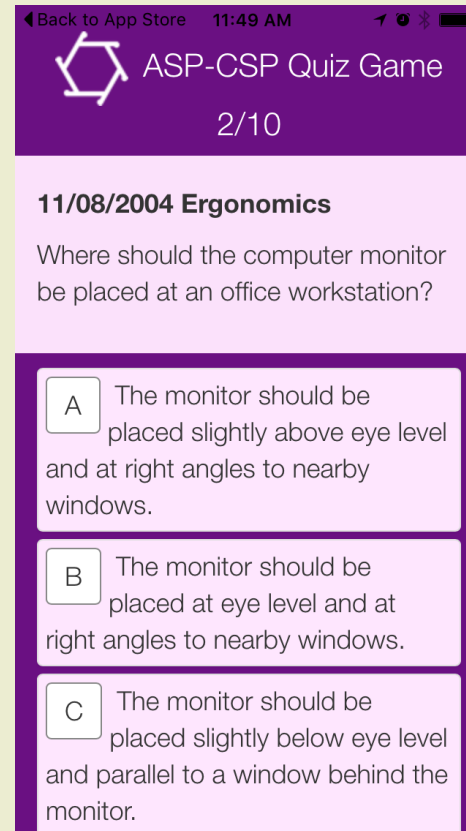 Back to App Store 11:49 AM
ASP-CSP Quiz Game
2/10
11/08/2004 Ergonomics
Where should the computer monitor
be placed at an office workstation?
A The monitor should be
placed slightly above eye level
and at right angles to nearby
windows.
B The monitor should be
placed at eye level and at
right angles to nearby windows.
C The monitor should be
placed slightly below eye level
and parallel to a window behind the
monitor.